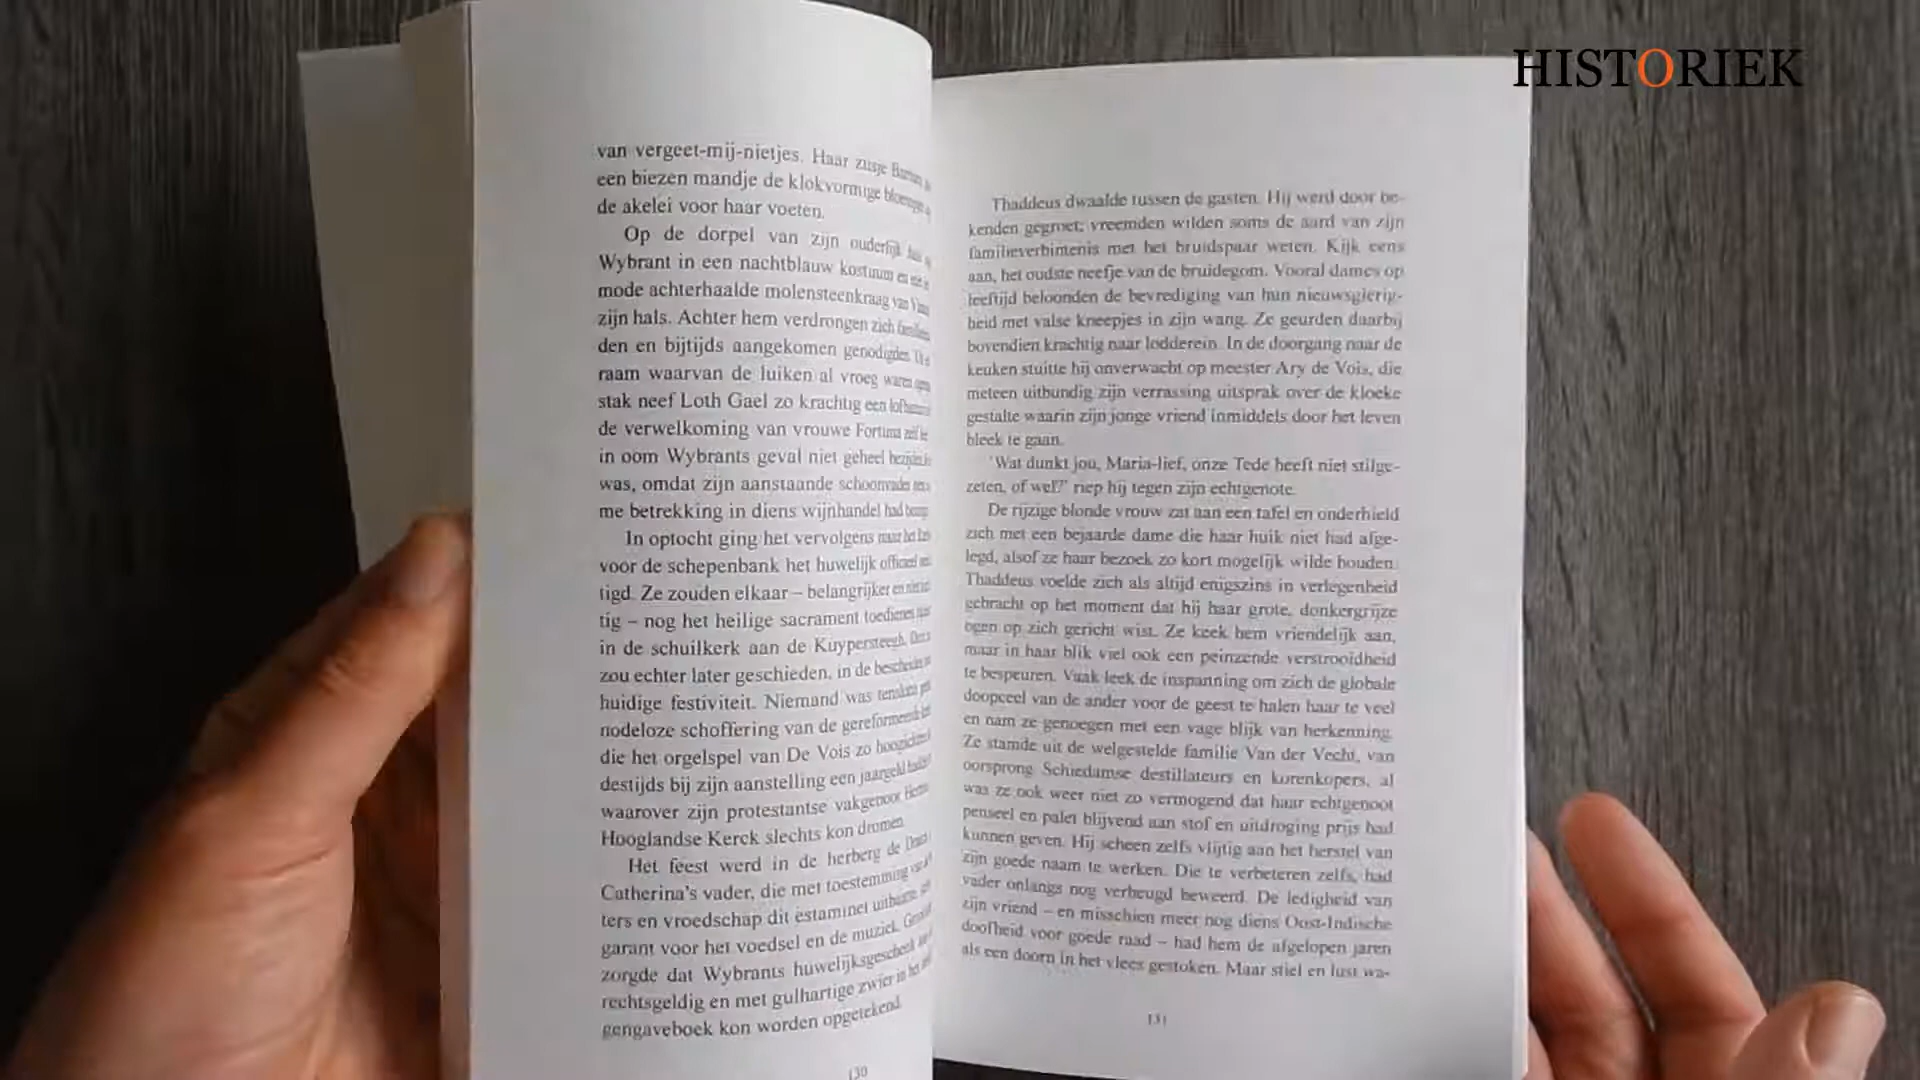 HISTORIEK
van vergeet-mij-nietjes. Haar zusje
een biezen mandje de klokvormige
de akelei voor haar voeten.
Op de dorpel van zijn ouderlijk
Wybrant in een nachtblauw kostuum en
mode achterhaalde molensteenkraag van
zijn hals. Achter hem verdrongen zich
den en bijtijds aangekomen genodigden.
raam waarvan de luiken al vroeg waren
stak neef Loth Gael zo krachtig een
de verwelkoming van vrouwe Fortuna zelf
in oom Wybrants geval niet geheel
was, omdat zijn aanstaande schoonvader
me betrekking in diens wijnhandel had
In optocht ging het vervolgens naar het
voor de schepenbank het huwelijk officieel
tigd. Ze zouden elkaar – belangrijker en
tig – nog het heilige sacrament toedienen
in de schuilkerk aan de Kuypersteegh.
zou echter later geschieden, in de
huidige festiviteit. Niemand was
nodeloze schoffering van de
die het orgelspel van De Vois zo
destijds bij zijn aanstelling een jaargeld
waarover zijn protestantse vakgenoot
Hooglandse Kerck slechts kon dromen.
Het feest werd in de herberg de
Catherina's vader, die met toestemming
ters en vroedschap dit estaminet
garant voor het voedsel en de muziek.
zorgde dat Wybrants huwelijksgeschenk
rechtsgeldig en met gulhartige zwier in het
gengaveboek kon worden opgetekend.
130
Thaddeus dwaalde tussen de gasten. Hij werd door be-
kenden gegroet; vreemden wilden soms de aard van zijn
familieverbintenis met het bruidspaar weten. Kijk eens
aan, het oudste neefje van de bruidegom. Vooral dames op
leeftijd beloonden de bevrediging van hun nieuwsgierig-
heid met valse kneepjes in zijn wang. Ze geurden daarbij
bovendien krachtig naar lodderein. In de doorgang naar de
keuken stuitte hij onverwacht op meester Ary de Vois, die
meteen uitbundig zijn verrassing uitsprak over de kloeke
gestalte waarin zijn jonge vriend inmiddels door het leven
bleek te gaan.
'Wat dunkt jou, Maria-lief, onze Tede heeft niet stilge-
zeten, of wel?' riep hij tegen zijn echtgenote.
De rijzige blonde vrouw zat aan een tafel en onderhield
zich met een bejaarde dame die haar huik niet had afge-
legd, alsof ze haar bezoek zo kort mogelijk wilde houden.
Thaddeus voelde zich als altijd enigszins in verlegenheid
gebracht op het moment dat hij haar grote, donkergrijze
ogen op zich gericht wist. Ze keek hem vriendelijk aan,
maar in haar blik viel ook een peinzende verstrooidheid
te bespeuren. Vaak leek de inspanning om zich de globale
doopceel van de ander voor de geest te halen haar te veel
en nam ze genoegen met een vage blijk van herkenning.
Ze stamde uit de welgestelde familie Van der Vecht, van
oorsprong Schiedamse destillateurs en korenkopers, al
was ze ook weer niet zo vermogend dat haar echtgenoot
penseel en palet blijvend aan stof en uitdroging prijs had
kunnen geven. Hij scheen zelfs vlijtig aan het herstel van
zijn goede naam te werken. Die te verbeteren zelfs, had
vader onlangs nog verheugd beweerd. De ledigheid van
zijn vriend – en misschien meer nog diens Oost-Indische
doofheid voor goede raad – had hem de afgelopen jaren
als een doorn in het vlees gestoken. Maar stiel en lust wa-
131